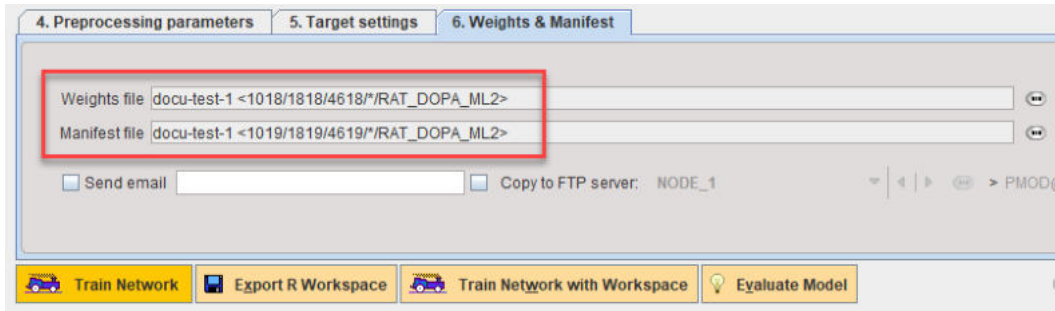 4. Preprocessing parameters 5. Target settings 6. Weights & Manifest
Weights file docu-test-1 <1018/1818/4618/*/RAT_DOPA_ML2>
Manifest file docu-test-1 <1019/1819/4619/*/RAT_DOPA_ML2>
Send email Copy to FTP server: NODE_1 > PMOD@
Train Network Export R Workspace Train Network with Workspace Evaluate Model